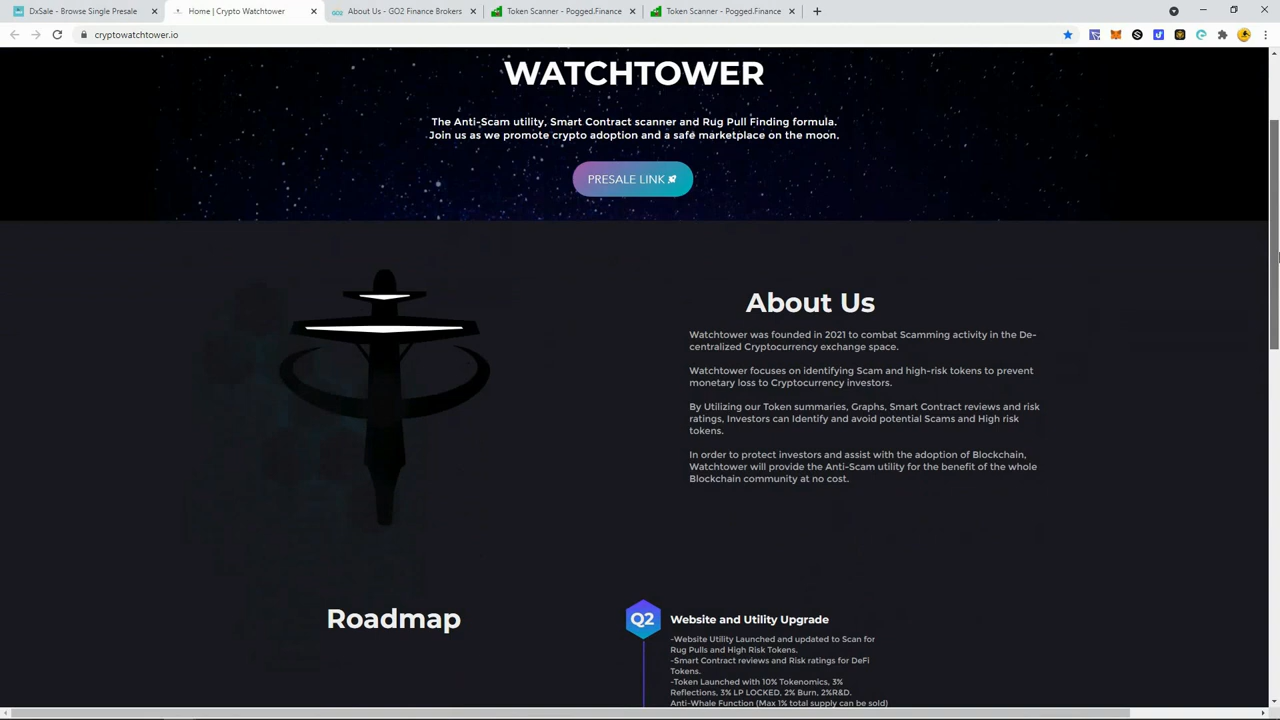 DxSale - Browse Single Presale
Home | Crypto Watchtower
About Us - GO2 Finance Brokers
Token Scanner - Pogged.Finance
Token Scanner - Pogged.Finance
cryptowatchtower.io
WATCHTOWER
The Anti-Scam utility, Smart Contract scanner and Rug Pull Finding formula.
Join us as we promote crypto adoption and a safe marketplace on the moon.
PRESALE LINK
About Us
Watchtower was founded in 2021 to combat Scamming activity in the De-
centralized Cryptocurrency exchange space.
Watchtower focuses on identifying Scam and high-risk tokens to prevent
monetary loss to Cryptocurrency investors.
By Utilizing our Token summaries, Graphs, Smart Contract reviews and risk
ratings, Investors can Identify and avoid potential Scams and High risk
tokens.
In order to protect investors and assist with the adoption of Blockchain,
Watchtower will provide the Anti-Scam utility for the benefit of the whole
Blockchain community at no cost.
Roadmap
Q2
Website and Utility Upgrade
-Website Utility Launched and updated to Scan for
Rug Pulls and High Risk Tokens.
-Smart Contract reviews and Risk ratings for DeFi
Tokens.
-Token Launched with 10% Tokenomics, 3%
Reflections, 3% LP LOCKED, 2% Burn, 2%R&D.
Anti-Whale Function (Max 1% total supply can be sold)